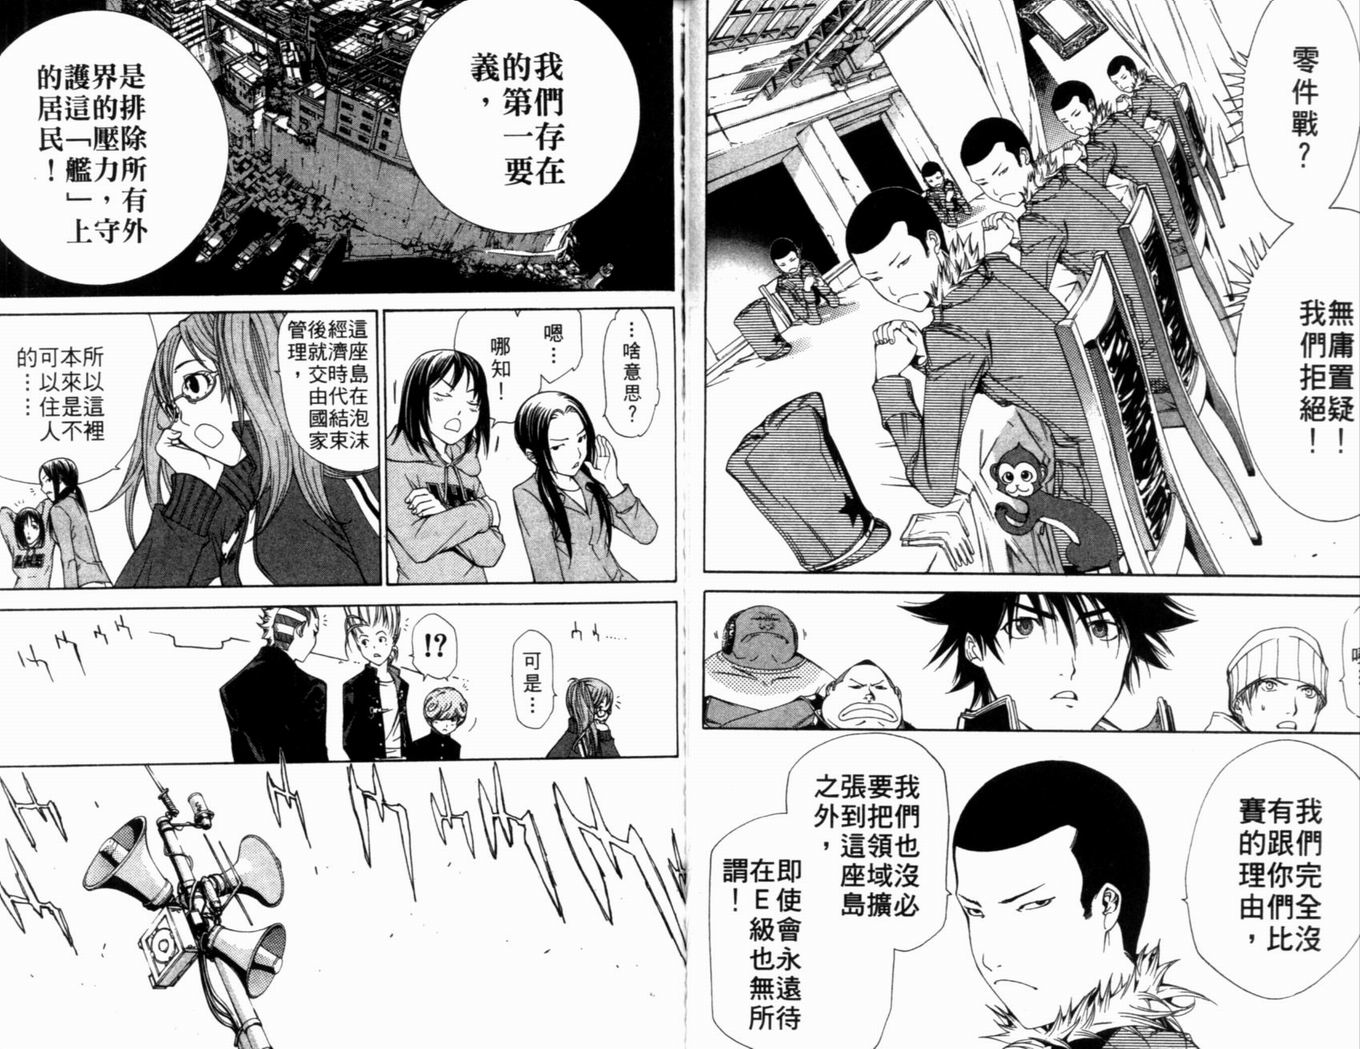 零件戰？
無庸置疑！
我們拒絕！
我們完全沒
有跟你們比
賽的理由，
我們也沒必
要把領域擴
張到這座島
之外，
即使會永遠待
在E級也無所
謂！
我們存在
的第一要
義，
是排除所有外
界的壓力，守
護這「艦」上
的居民！
…啥意思？
嗯…
哪知！
這座島在泡沫
經濟時代結束
後就交由國家
管理，
所以這裡
本來是不
可以住人
的……
可是…
!?